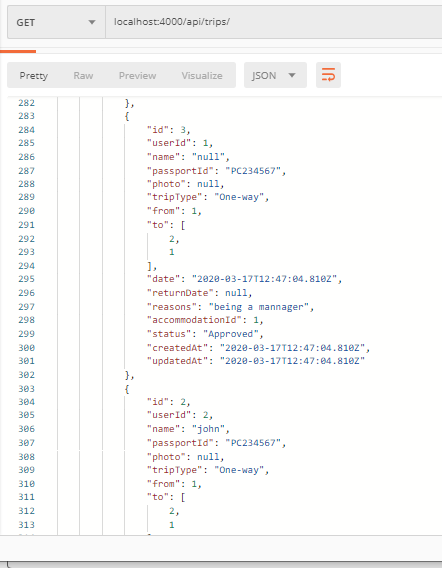 GET localhost:4000/api/trips/
Pretty Raw Preview Visualize JSON
282 },
283 {
284 "id": 3,
285 "userId": 1,
286 "name": "null",
287 "passportId": "PC234567",
288 "photo": null,
289 "tripType": "One-way",
290 "from": 1,
291 "to": [
292 2,
293 1
294 ],
295 "date": "2020-03-17T12:47:04.810Z",
296 "returnDate": null,
297 "reasons": "being a mannager",
298 "accommodationId": 1,
299 "status": "Approved",
300 "createdAt": "2020-03-17T12:47:04.810Z",
301 "updatedAt": "2020-03-17T12:47:04.810Z"
302 },
303 {
304 "id": 2,
305 "userId": 2,
306 "name": "john",
307 "passportId": "PC234567",
308 "photo": null,
309 "tripType": "One-way",
310 "from": 1,
311 "to": [
312 2,
313 1